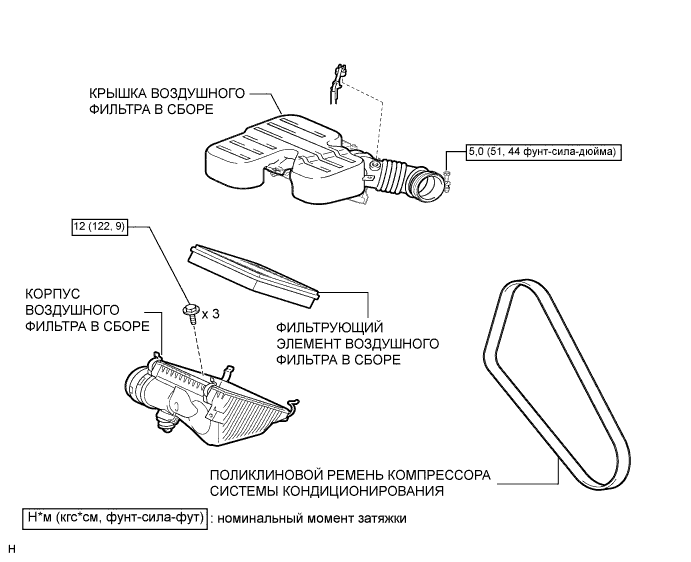 КРЫШКА ВОЗДУШНОГО
ФИЛЬТРА В СБОРЕ
5,0 (51, 44 фунт-сила-дюйма)
12 (122, 9)
КОРПУС
ВОЗДУШНОГО
ФИЛЬТРА В СБОРЕ
x 3
ФИЛЬТРУЮЩИЙ
ЭЛЕМЕНТ ВОЗДУШНОГО
ФИЛЬТРА В СБОРЕ
ПОЛИКЛИНОВОЙ РЕМЕНЬ КОМПРЕССОРА
СИСТЕМЫ КОНДИЦИОНИРОВАНИЯ
Н*м (кгс*см, фунт-сила-фут) : номинальный момент затяжки
H